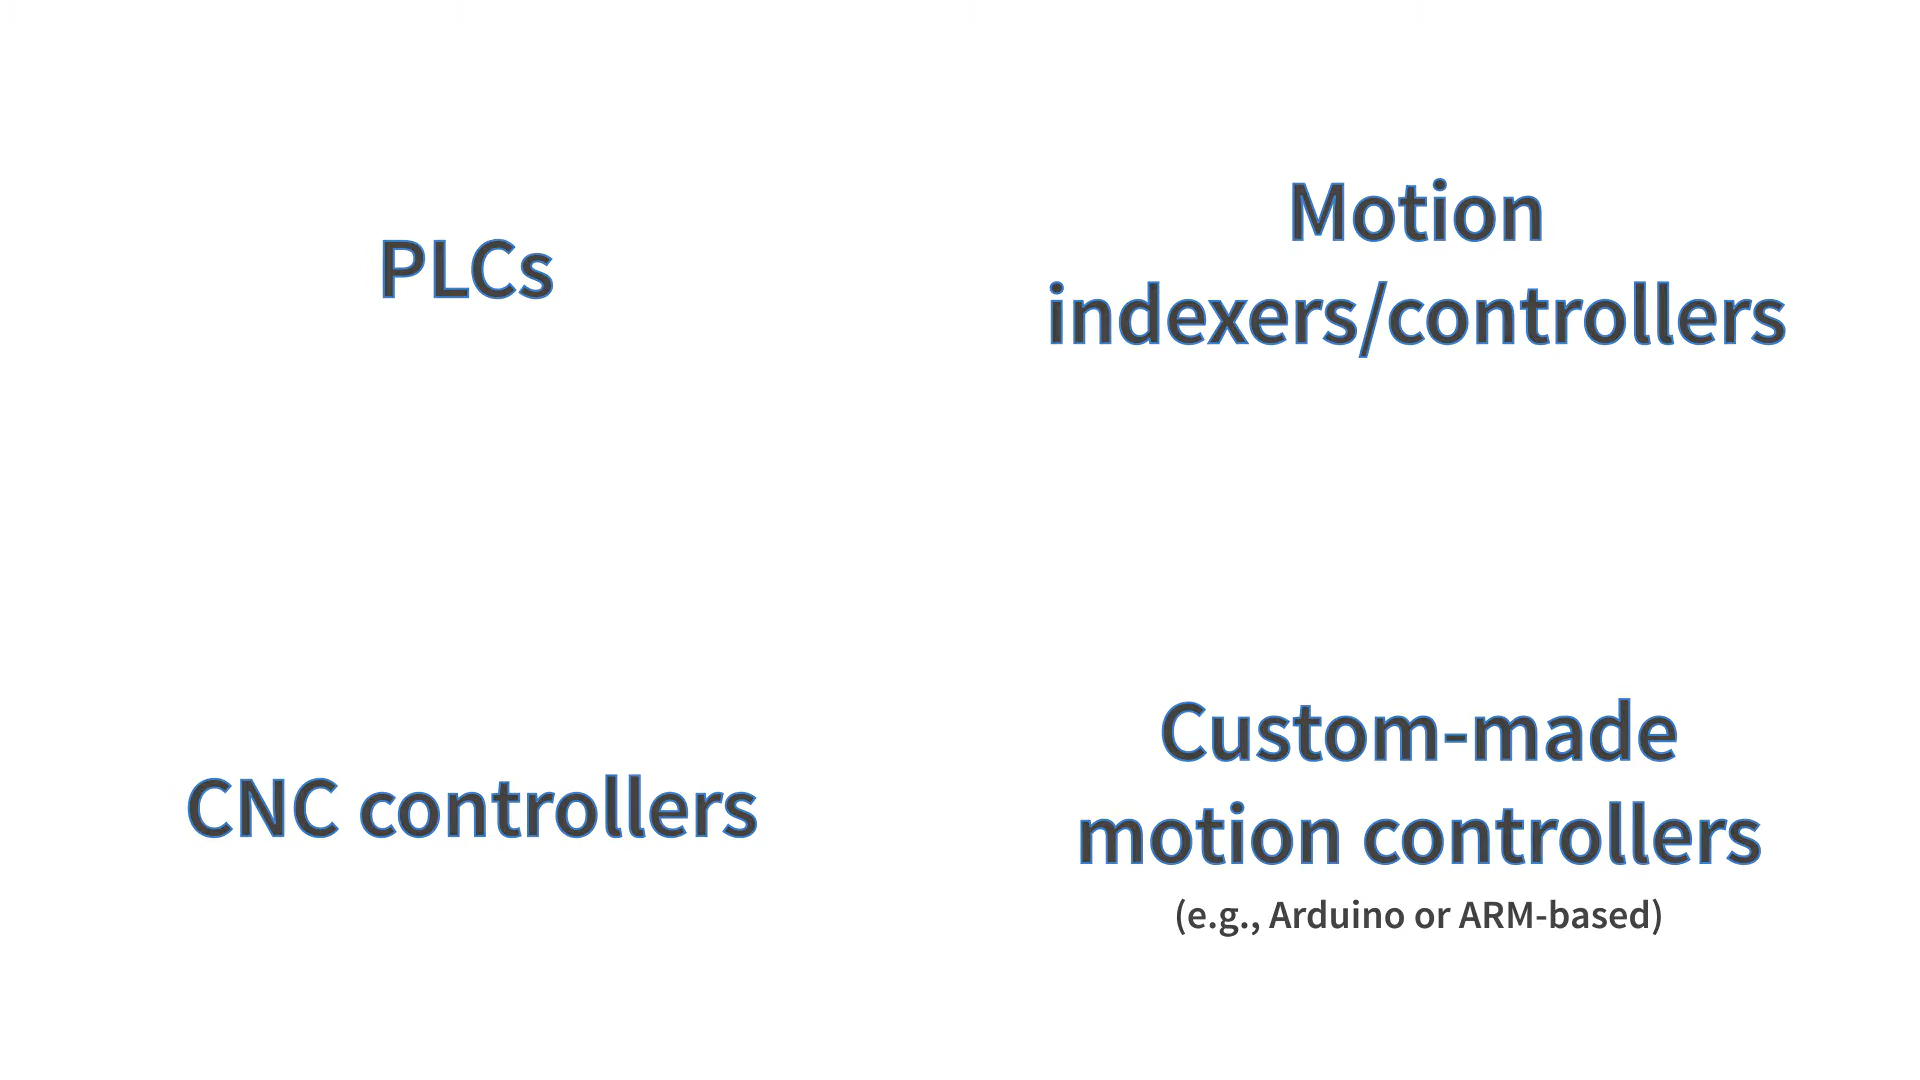 PLCs
Motion
indexers/controllers
CNC controllers
Custom-made
motion controllers
(e.g., Arduino or ARM-based)